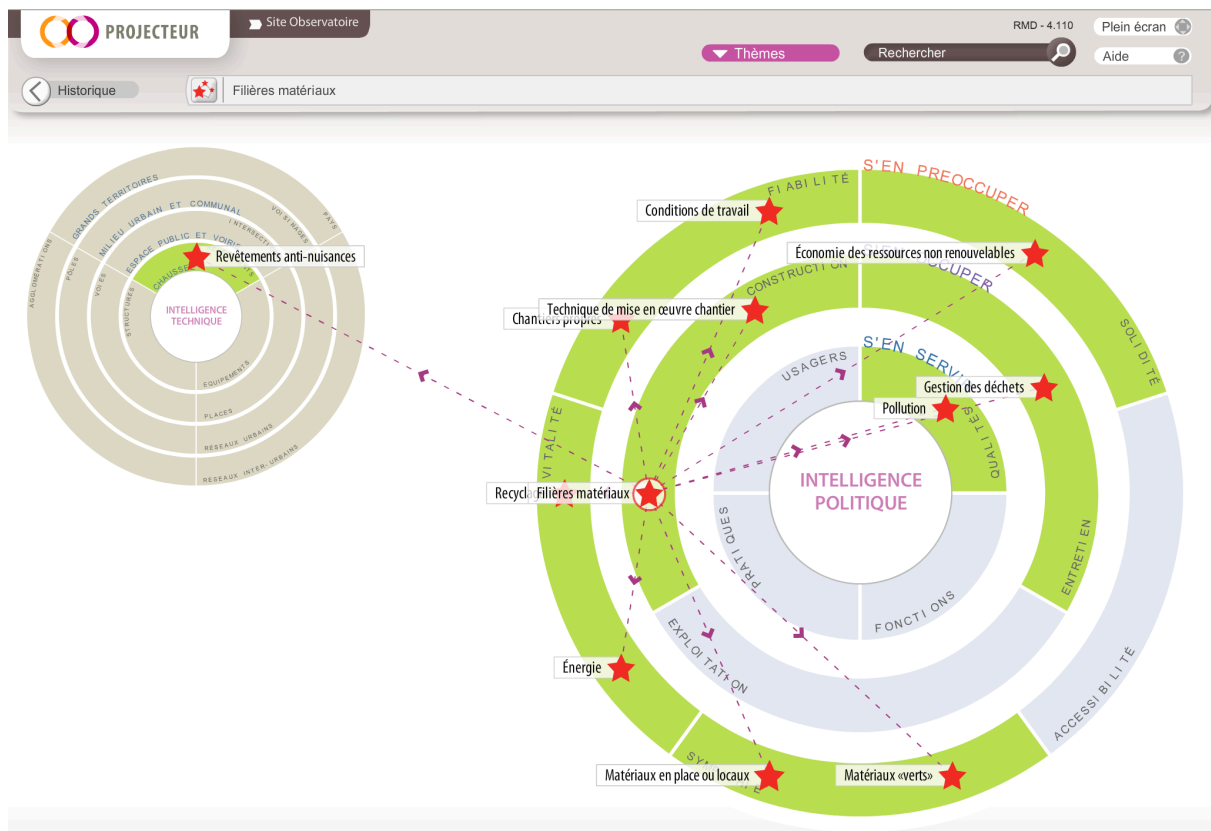 PROJECTEUR
Site Observatoire
RMD - 4.110
Plein écran
Thèmes
Rechercher
Aide
?
Historique
Filières matériaux
GRANDS TERRITOIRES
MILIEU URBAIN ET COMMUNAL
ESPACE PUBLIC ET VOIRIE
AGGLOMÉRATIONS
PÔLES
VOIES
STRUCTURES
PAYS
VOISINAGES
Revêtements anti-nuisances
INTELLIGENCE
TECHNIQUE
EQUIPEMENTS
PLACES
RÉSEAUX URBAINS
RÉSEAUX INTER-URBAINS
S'EN PREOCCUPER
FIABILITÉ
Conditions de travail
Économie des ressources non renouvelables
CONSTRUCTION
Technique de mise en œuvre chantier
Chantiers propres
SOLIDITÉ
S'EN
USAGERS
Gestion des déchets
Pollution
VITALITÉ
QUALITÉS
INTELLIGENCE
POLITIQUE
Filières matériaux
PRATIQUES
ENTRETIEN
FONCTIONS
EXPLOITATION
Énergie
ACCESSIBILITÉ
Matériaux en place ou locaux
Matériaux «verts»